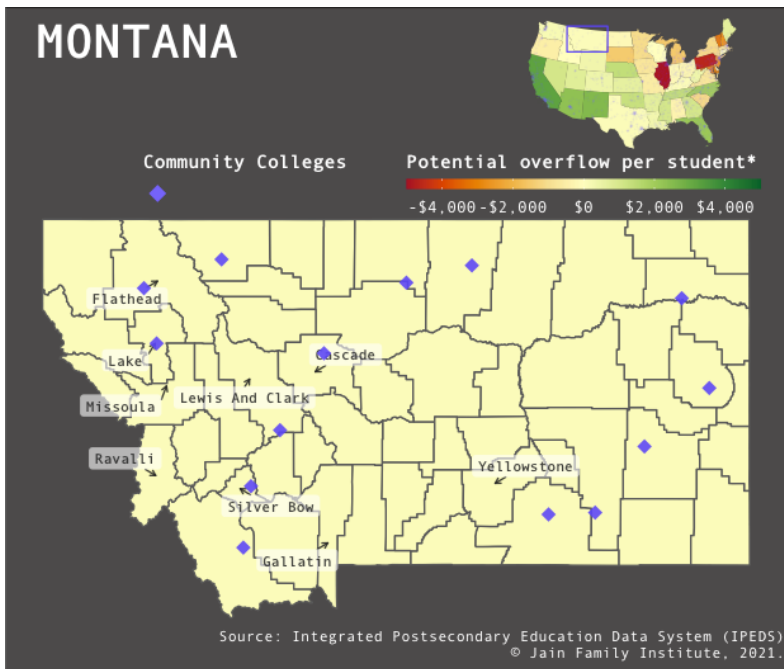 MONTANA
Community Colleges
Potential overflow per student*
-$4,000 -$2,000 $0 $2,000 $4,000
Flathead
Lake
Cascade
Missoula
Lewis And Clark
Ravalli
Yellowstone
Silver Bow
Gallatin
Source: Integrated Postsecondary Education Data System (IPEDS)
© Jain Family Institute, 2021.